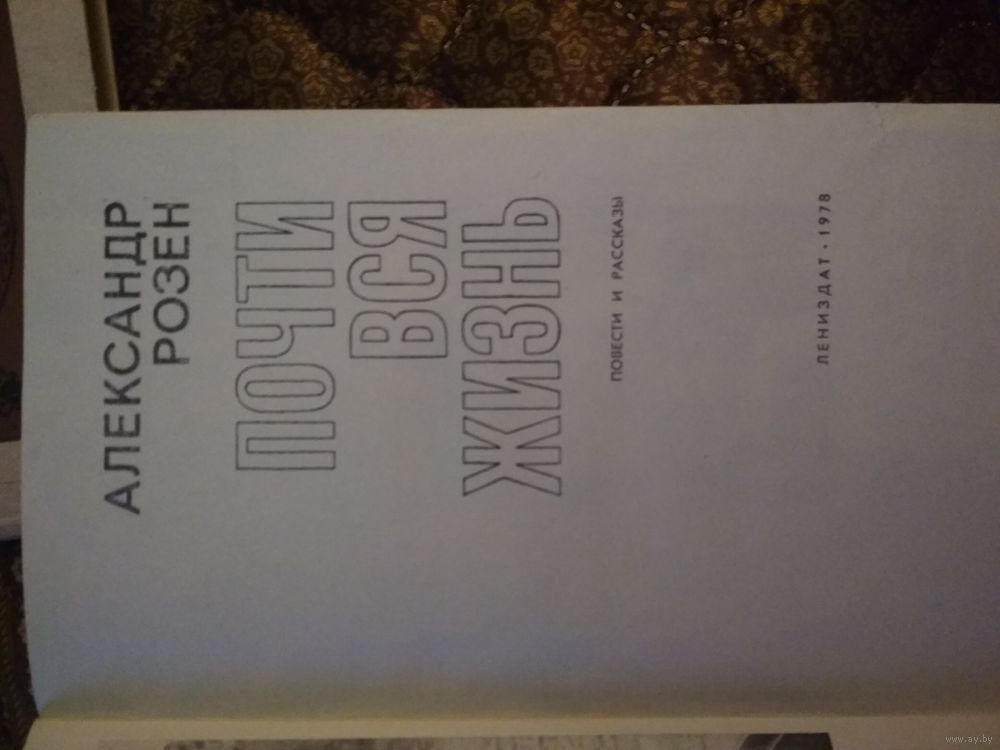 АЛЕКСАНДР
РОЗЕН
ПОЧТИ
ВСЯ
ЖИЗНЬ
ПОВЕСТИ И РАССКАЗЫ
ЛЕНИЗДАТ · 1978
www.ay.by